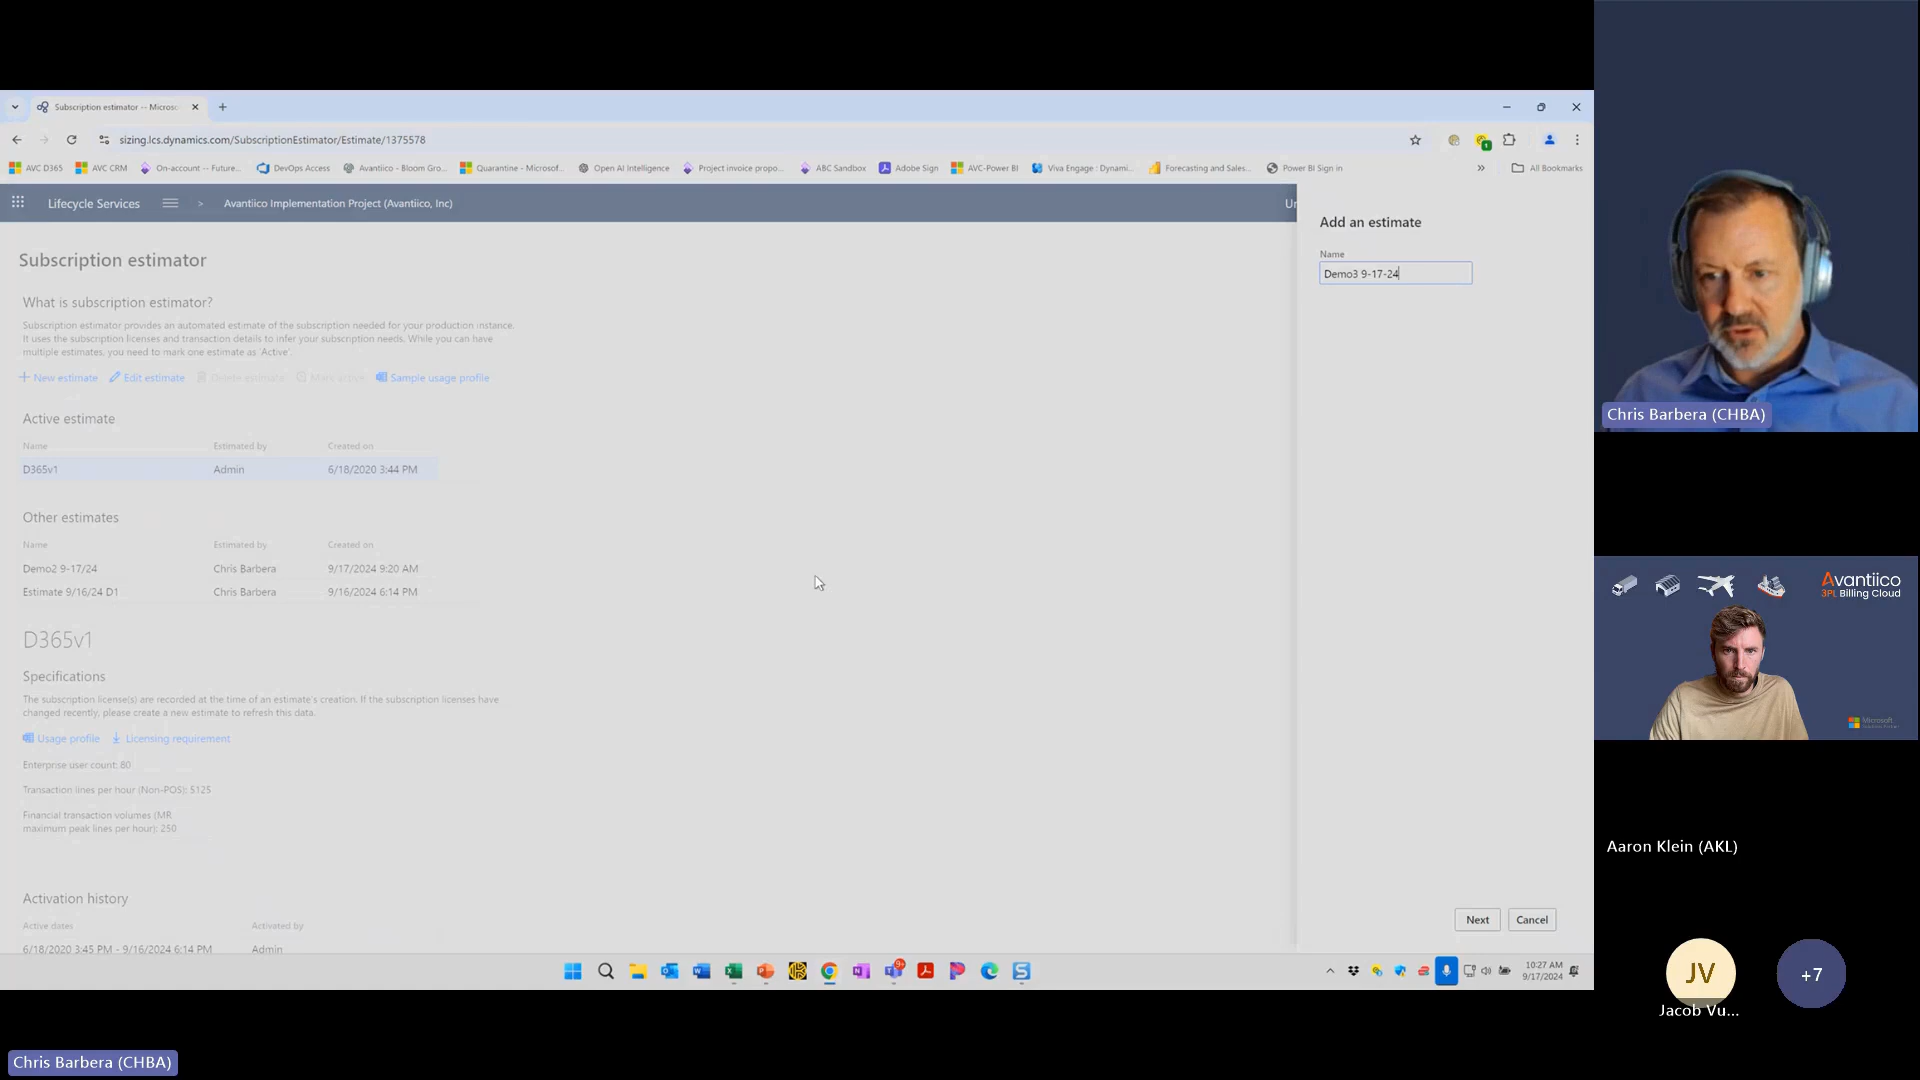 Subscription estimator -- Microsc
sizing.lcs.dynamics.com/SubscriptionEstimator/Estimate/1375578
AVC D365
AVC CRM
On-account -- Future...
DevOps Access
Avantiico - Bloom Gro...
Quarantine - Microsof...
Open AI Intelligence
Project invoice propo...
ABC Sandbox
Adobe Sign
AVC-Power BI
Viva Engage : Dynami...
Forecasting and Sales...
Power BI Sign in
»
All Bookmarks
Lifecycle Services
>
Avantiico Implementation Project (Avantiico, Inc)
Ur
Subscription estimator
What is subscription estimator?
Subscription estimator provides an automated estimate of the subscription needed for your production instance.
It uses the subscription licenses and transaction details to infer your subscription needs. While you can have
multiple estimates, you need to mark one estimate as 'Active'.
+ New estimate
Edit estimate
Delete estimate
Mark active
Sample usage profile
Active estimate
Name Estimated by Created on
D365v1 Admin 6/18/2020 3:44 PM
Other estimates
Name Estimated by Created on
Demo2 9-17/24 Chris Barbera 9/17/2024 9:20 AM
Estimate 9/16/24 D1 Chris Barbera 9/16/2024 6:14 PM
D365v1
Specifications
The subscription license(s) are recorded at the time of an estimate's creation. If the subscription licenses have
changed recently, please create a new estimate to refresh this data.
Usage profile
Licensing requirement
Enterprise user count: 80
Transaction lines per hour (Non-POS): 5125
Financial transaction volumes (MR
maximum peak lines per hour): 250
Activation history
Active dates Activated by
6/18/2020 3:45 PM - 9/16/2024 6:14 PM Admin
Add an estimate
Name
Demo3 9-17-24
Next
Cancel
9+
10:27 AM
9/17/2024
Chris Barbera (CHBA)
Avantiico
3PL Billing Cloud
Microsoft
Aaron Klein (AKL)
JV
Jacob Vu...
+7
Chris Barbera (CHBA)